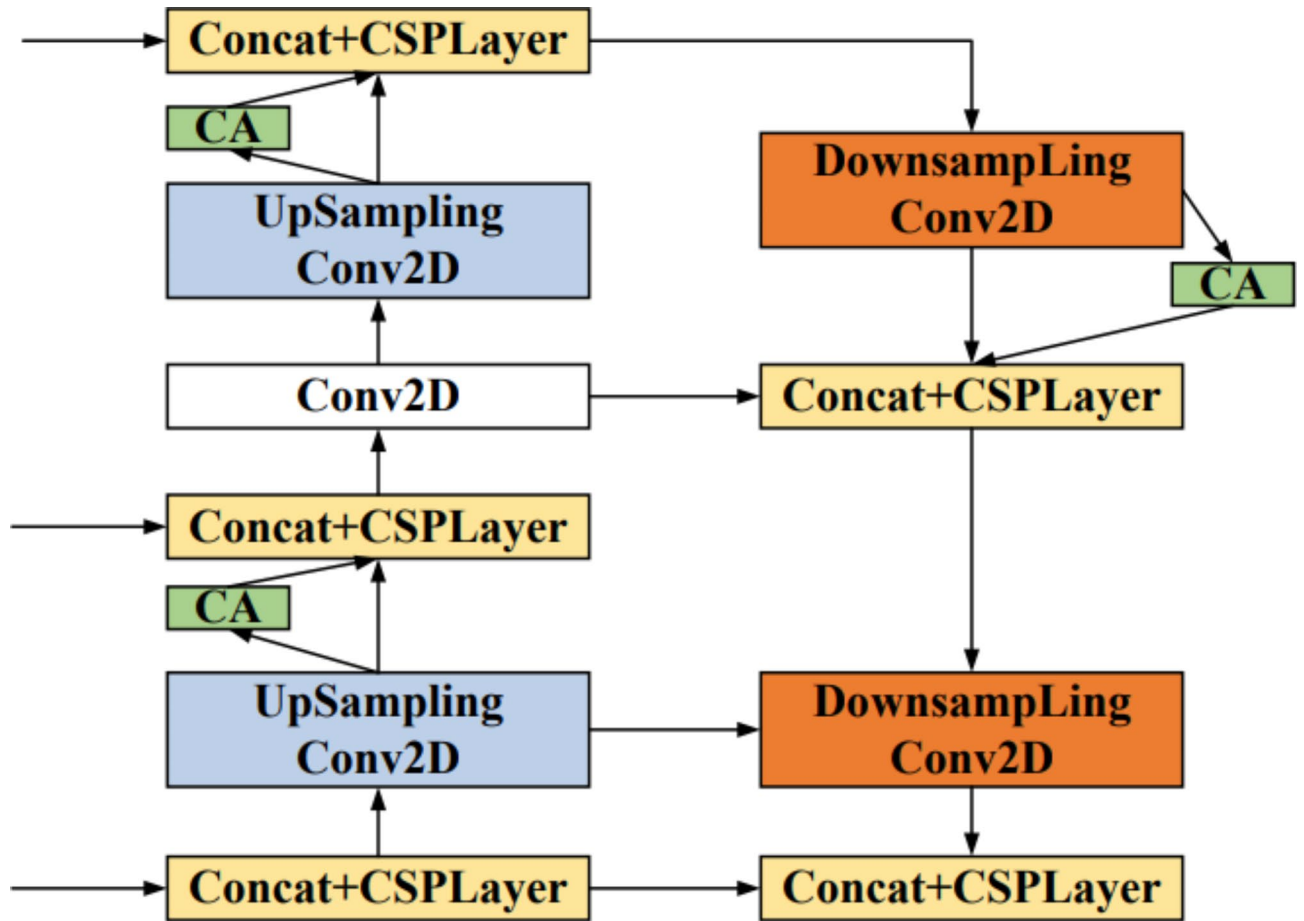 Concat+CSPLayer
CA
UpSampling
Conv2D
Conv2D
Concat+CSPLayer
CA
UpSampling
Conv2D
Concat+CSPLayer
DownsampLing
Conv2D
CA
Concat+CSPLayer
DownsampLing
Conv2D
Concat+CSPLayer